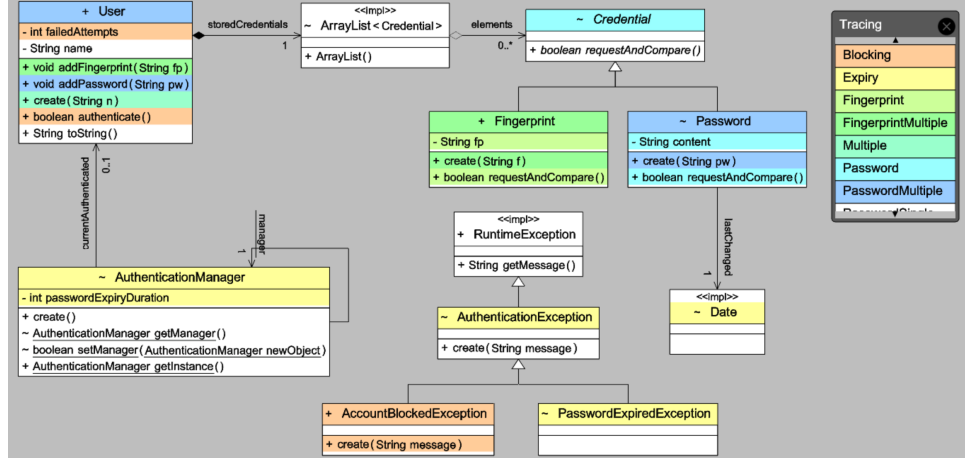 + User
- int failedAttempts
- String name
+ void addFingerprint(String fp)
+ void addPassword(String pw)
+ create(String n)
+ boolean authenticate()
+ String toString()
storedCredentials
1
<<impl>>
~ ArrayList<Credential>
+ ArrayList()
elements
0..*
~ Credential
+ boolean requestAndCompare()
+ Fingerprint
- String fp
+ create(String f)
+ boolean requestAndCompare()
~ Password
- String content
+ create(String pw)
+ boolean requestAndCompare()
Tracing
Blocking
Expiry
Fingerprint
FingerprintMultiple
Multiple
Password
PasswordMultiple
PasswordSingle
currentAuthenticated
0..1
manager
1
lastChanged
1
~ AuthenticationManager
- int passwordExpiryDuration
+ create()
~ AuthenticationManager getManager()
~ boolean setManager(AuthenticationManager newObject)
+ AuthenticationManager getInstance()
<<impl>>
+ RuntimeException
+ String getMessage()
<<impl>>
~ Date
~ AuthenticationException
+ create(String message)
+ AccountBlockedException
+ create(String message)
~ PasswordExpiredException